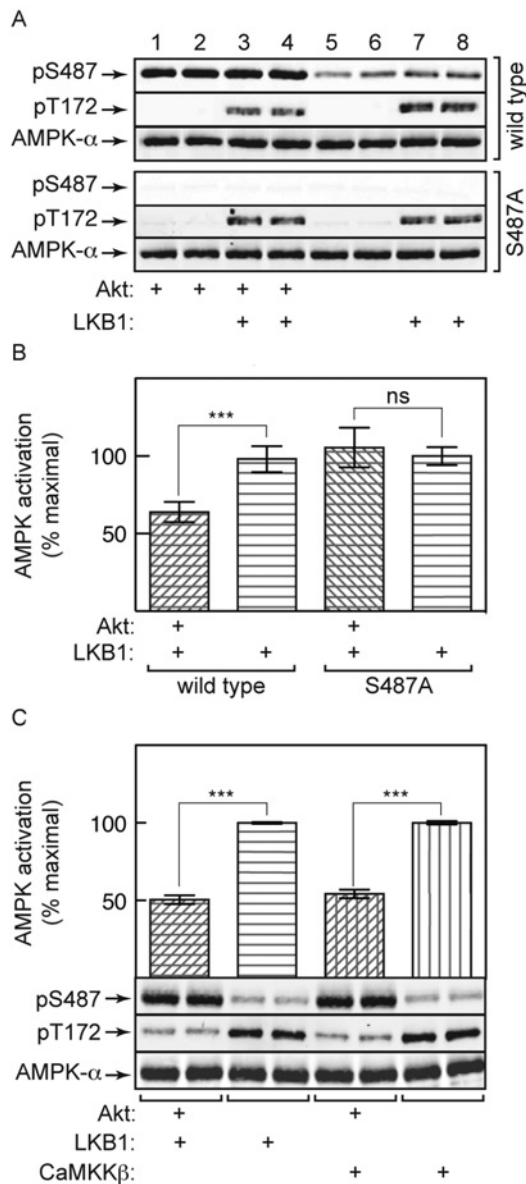 A
1 2 3 4 5 6 7 8
pS487
pT172
AMPK-α
wild type
pS487
pT172
AMPK-α
S487A
Akt: + + + +
LKB1: + + + +
B
AMPK activation
(% maximal)
100
50
***
ns
Akt: + +
LKB1: + + + +
wild type S487A
C
AMPK activation
(% maximal)
100
50
***
***
pS487
pT172
AMPK-α
Akt: + +
LKB1: + +
CaMKKβ: + +